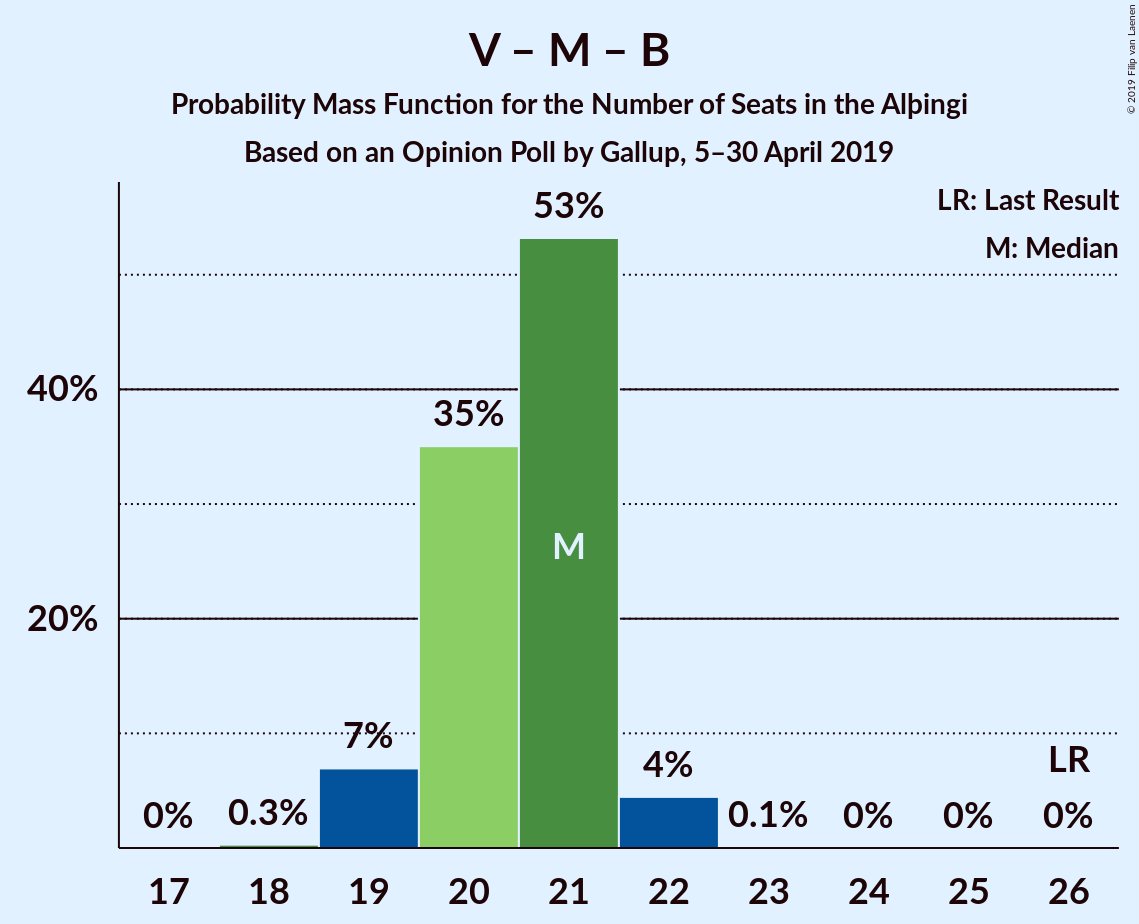 V – M – B
Probability Mass Function for the Number of Seats in the Alþingi
Based on an Opinion Poll by Gallup, 5–30 April 2019
© 2019 Filip van Laenen
LR: Last Result
M: Median
53%
40%
35%
M
20%
7%
4%
LR
0%
0.3%
0.1%
0%
0%
0%
17 18 19 20 21 22 23 24 25 26